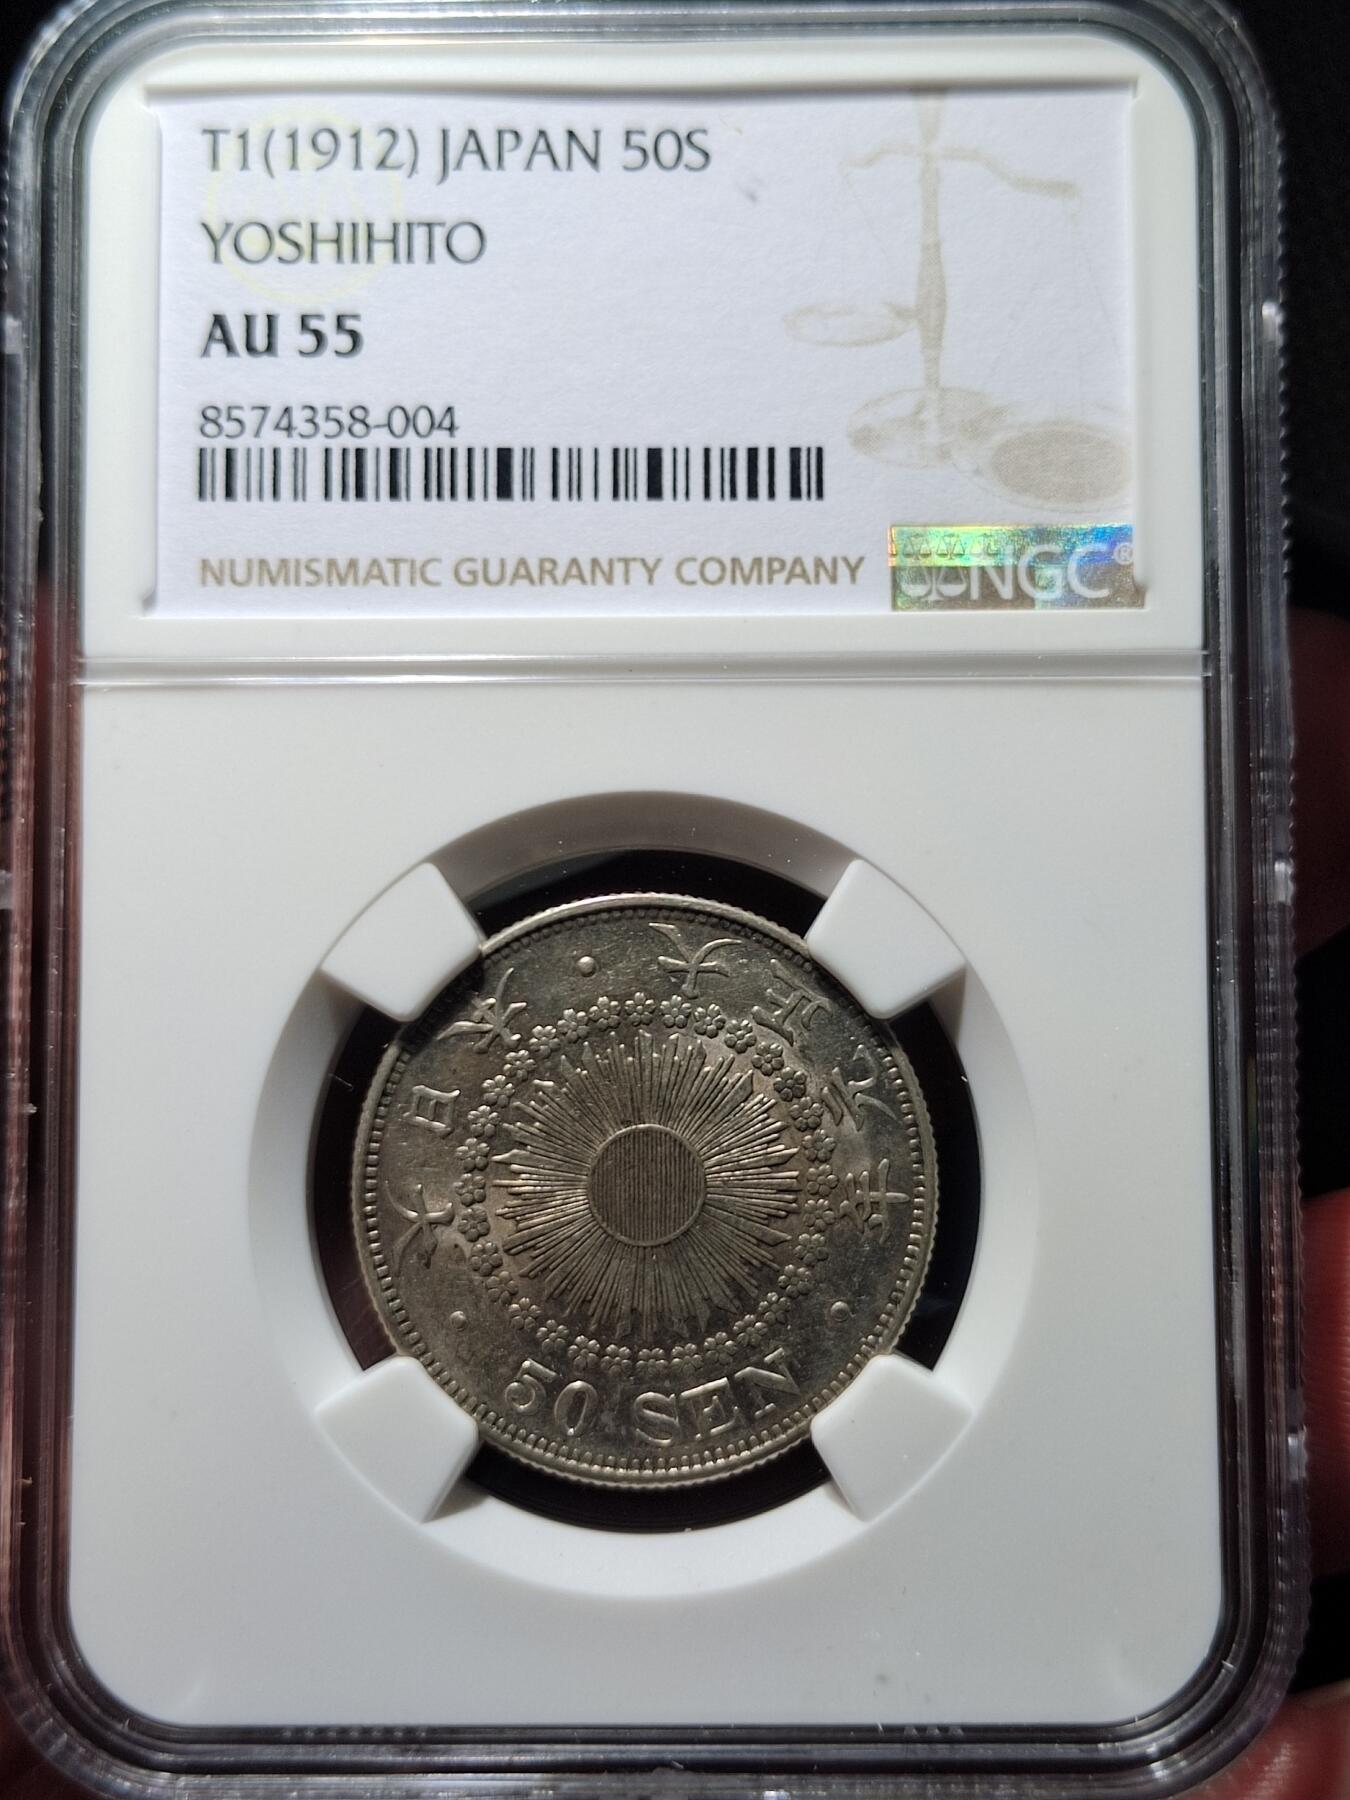 T1(1912) JAPAN 50S
YOSHIHITO
AU 55
8574358-004
NUMISMATIC GUARANTY COMPANY
NGC®
大日本 • 大正元年
50 SEN